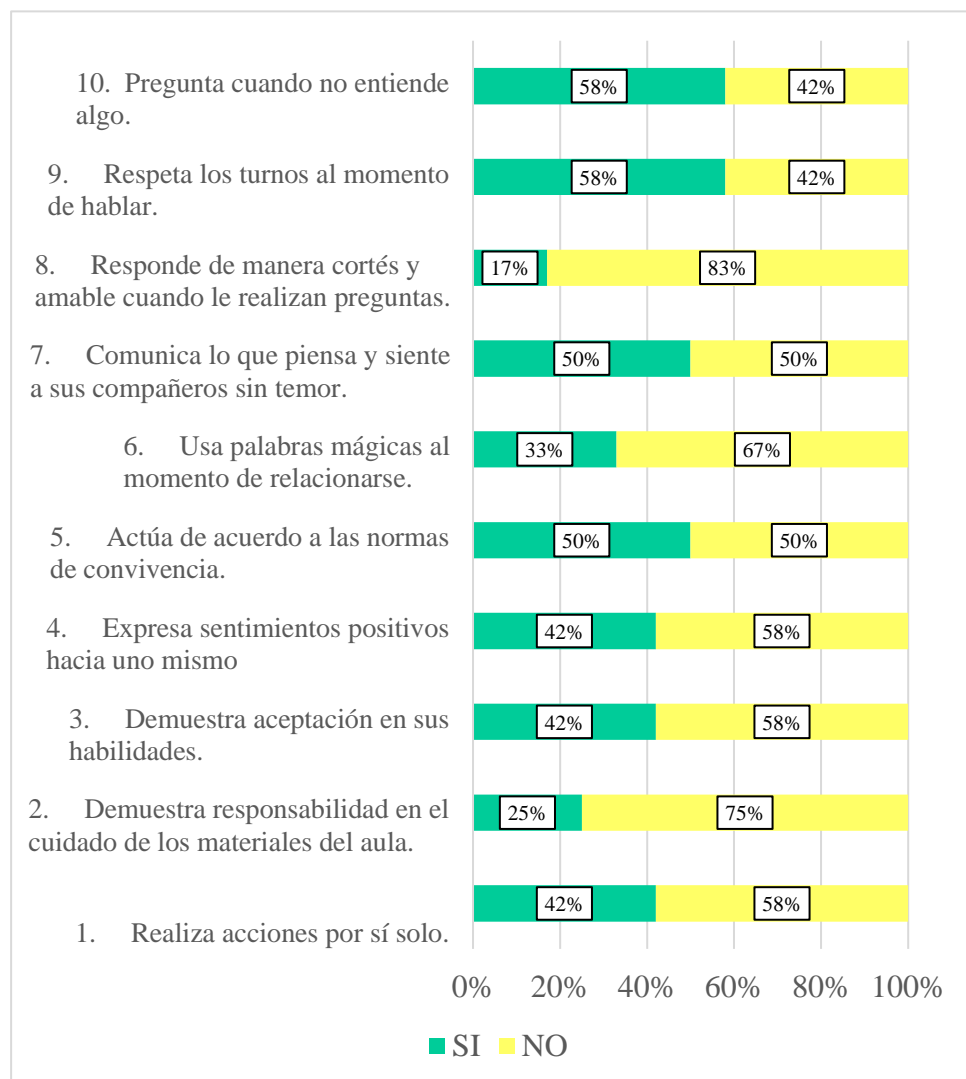 10. Pregunta cuando no entiende
algo.
58%
42%
9. Respeta los turnos al momento
de hablar.
58%
42%
8. Responde de manera cortés y
amable cuando le realizan preguntas.
17%
83%
7. Comunica lo que piensa y siente
a sus compañeros sin temor.
50%
50%
6. Usa palabras mágicas al
momento de relacionarse.
33%
67%
5. Actúa de acuerdo a las normas
de convivencia.
50%
50%
4. Expresa sentimientos positivos
hacia uno mismo
42%
58%
3. Demuestra aceptación en sus
habilidades.
42%
58%
2. Demuestra responsabilidad en el
cuidado de los materiales del aula.
25%
75%
1. Realiza acciones por sí solo.
42%
58%
0% 20% 40% 60% 80% 100%
SI NO